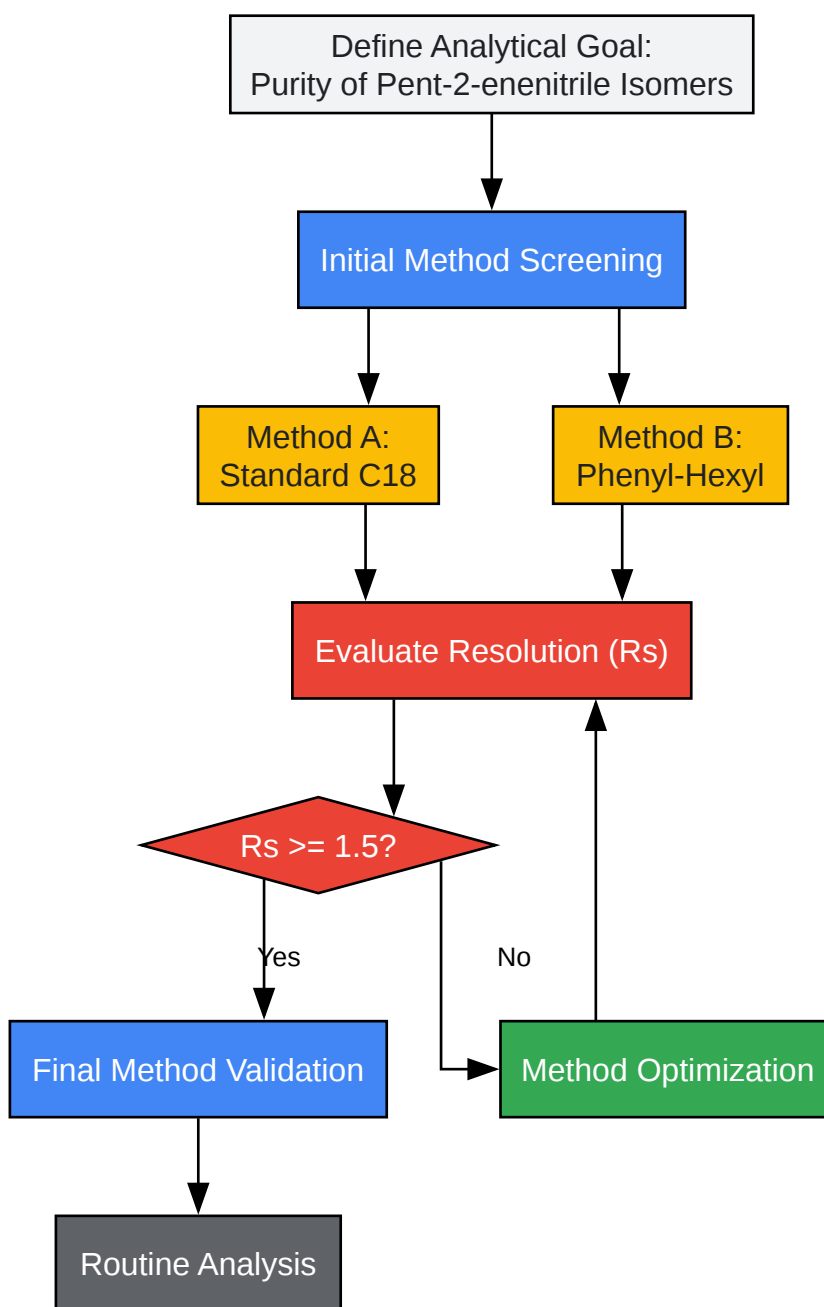 Define Analytical Goal:
Purity of Pent-2-enenitrile Isomers
Initial Method Screening
Method A:
Standard C18
Method B:
Phenyl-Hexyl
Evaluate Resolution (Rs)
Rs >= 1.5?
Yes
No
Final Method Validation
Method Optimization
Routine Analysis